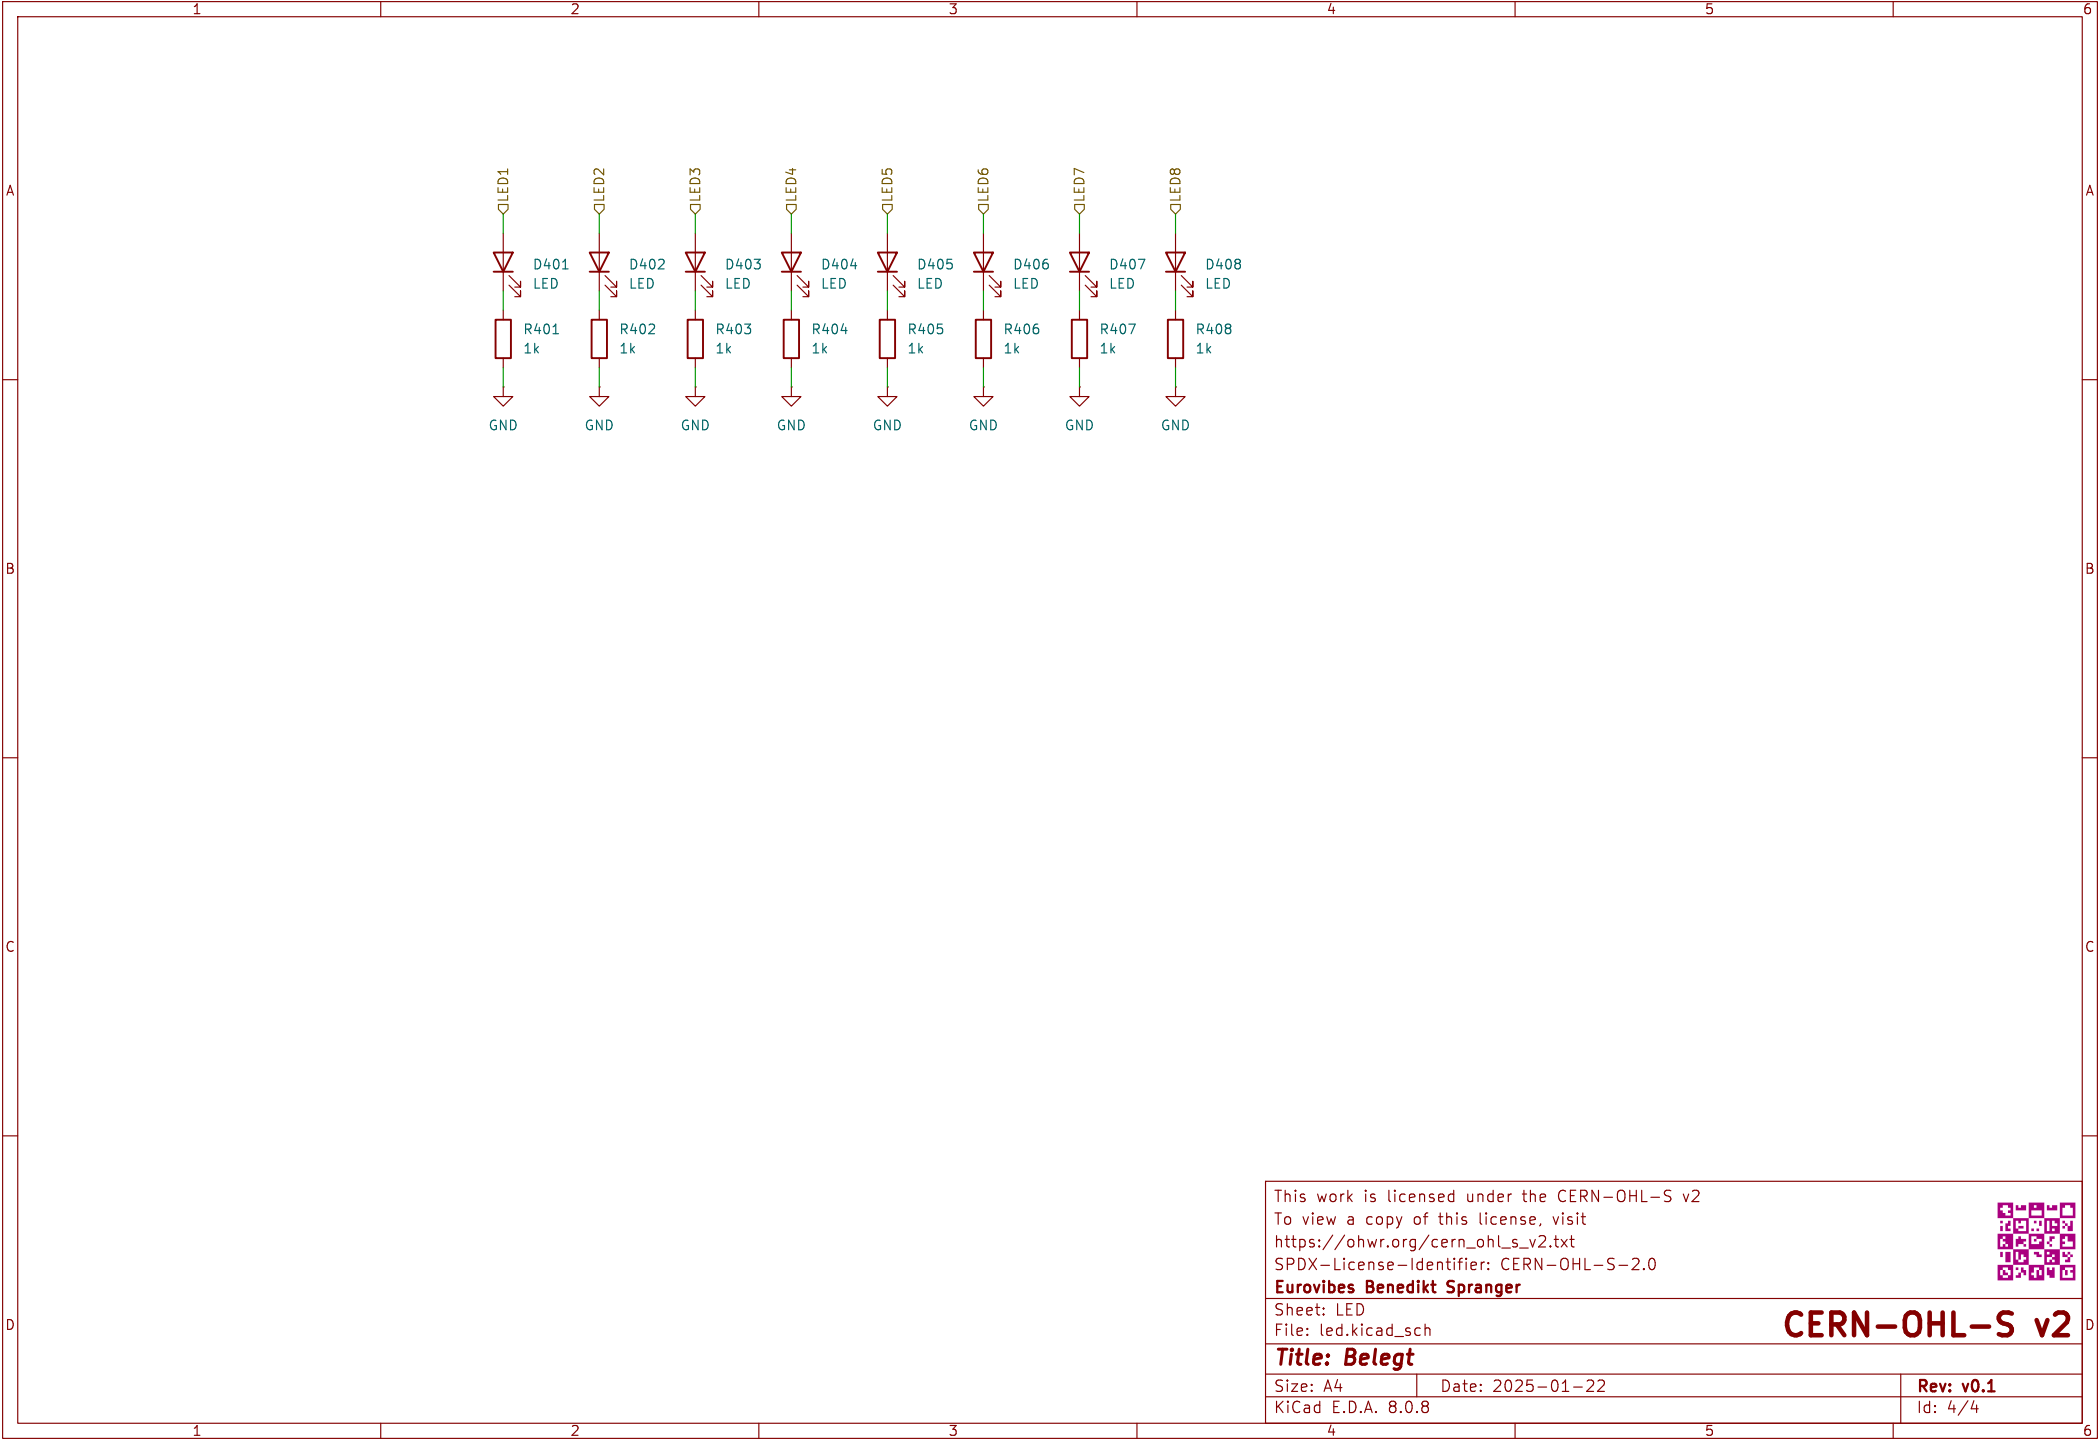 1 2 3 4 5 6
A A
LED1 LED2 LED3 LED4 LED5 LED6 LED7 LED8
D401 D402 D403 D404 D405 D406 D407 D408
LED LED LED LED LED LED LED LED
R401 R402 R403 R404 R405 R406 R407 R408
1k 1k 1k 1k 1k 1k 1k 1k
GND GND GND GND GND GND GND GND
B B
C C
This work is licensed under the CERN-OHL-S v2
To view a copy of this license, visit
https://ohwr.org/cern_ohl_s_v2.txt
SPDX-License-Identifier: CERN-OHL-S-2.0
Eurovibes Benedikt Spranger
Sheet: LED
File: led.kicad_sch
CERN-OHL-S v2
D D
Title: Belegt
Size: A4 Date: 2025-01-22 Rev: v0.1
KiCad E.D.A. 8.0.8 Id: 4/4
1 2 3 4 5 6